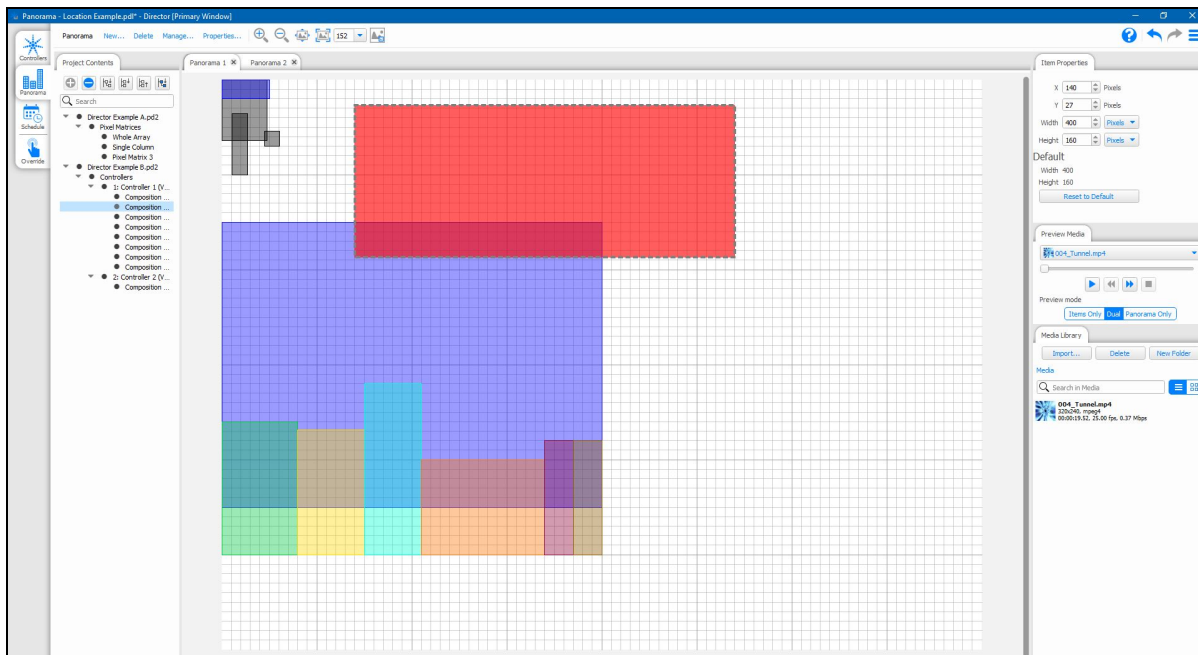 Panorama - Location Example.pdl* - Director [Primary Window]
Panorama New... Delete Manage... Properties... 152
Controllers
Panorama
Schedule
Override
Project Contents
Search
Director Example A.pd2
Pixel Matrices
Whole Array
Single Column
Pixel Matrix 3
Director Example B.pd2
Controllers
1: Controller 1 (V...
Composition ...
Composition ...
Composition ...
Composition ...
Composition ...
Composition ...
Composition ...
Composition ...
2: Controller 2 (V...
Composition ...
Panorama 1 Panorama 2
Item Properties
X 140 Pixels
Y 27 Pixels
Width 400 Pixels
Height 160 Pixels
Default
Width 400
Height 160
Reset to Default
Preview Media
004_Tunnel.mp4
Preview mode
Items Only Dual Panorama Only
Media Library
Import... Delete New Folder
Media
Search in Media
004_Tunnel.mp4
320x240, mpeg4
00:00:19.52, 25.00 fps, 0.37 Mbps